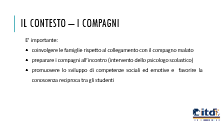 IL CONTESTO – I COMPAGNI
E' importante:
• coinvolgere le famiglie rispetto al collegamento con il compagno malato
• preparare i compagni all'incontro (intervento dello psicologo scolastico)
• promuovere lo sviluppo di competenze sociali ed emotive e favorire la
conoscenza reciproca tra gli studenti
itd